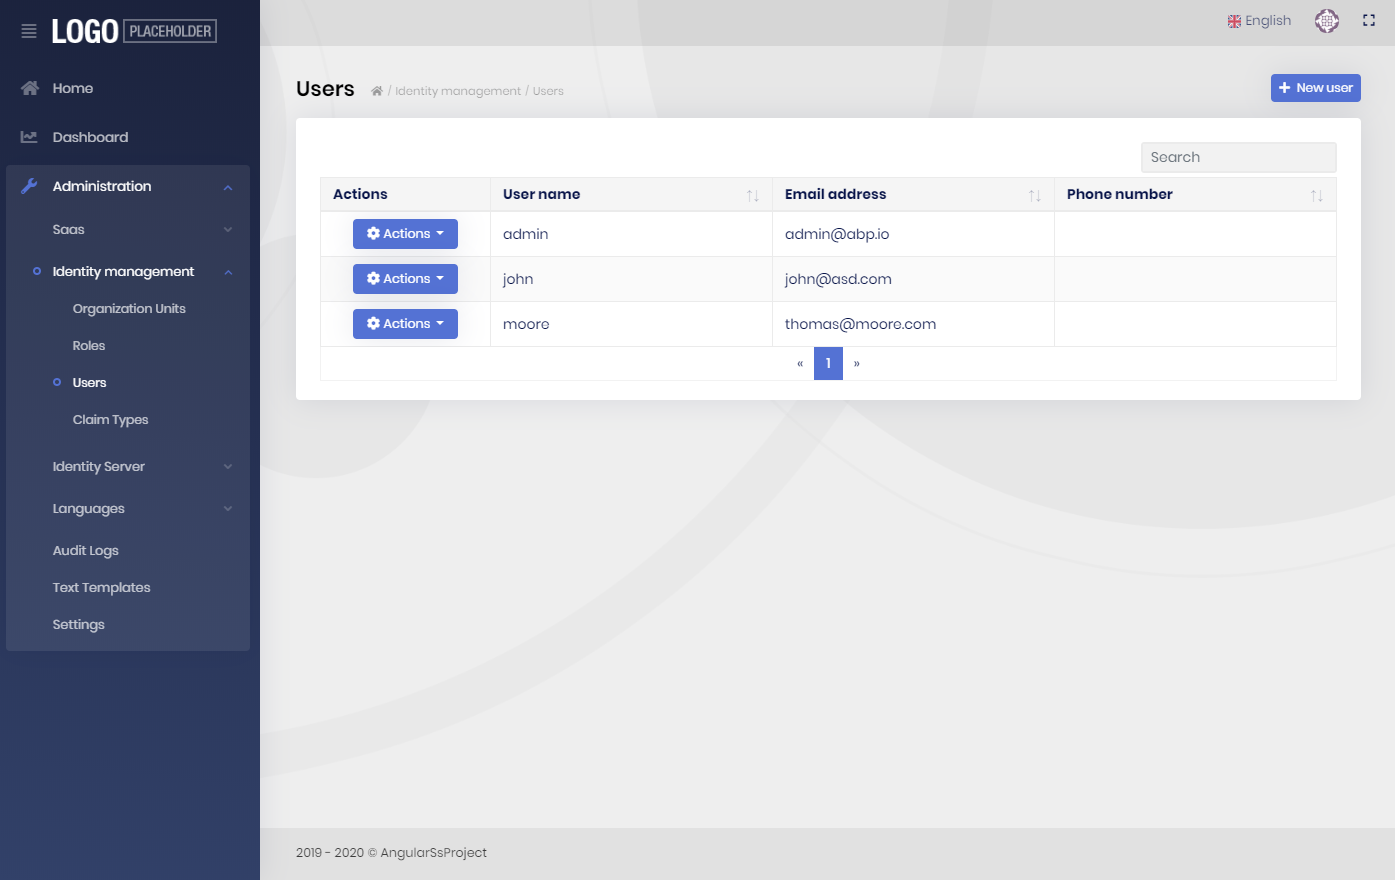 LOGO PLACEHOLDER
Home
Dashboard
Administration
Saas
Identity management
Organization Units
Roles
Users
Claim Types
Identity Server
Languages
Audit Logs
Text Templates
Settings
English
Users / Identity management / Users
+ New user
Search
Actions User name Email address Phone number
Actions admin admin@abp.io
Actions john john@asd.com
Actions moore thomas@moore.com
« 1 »
2019 - 2020 © AngularSsProject